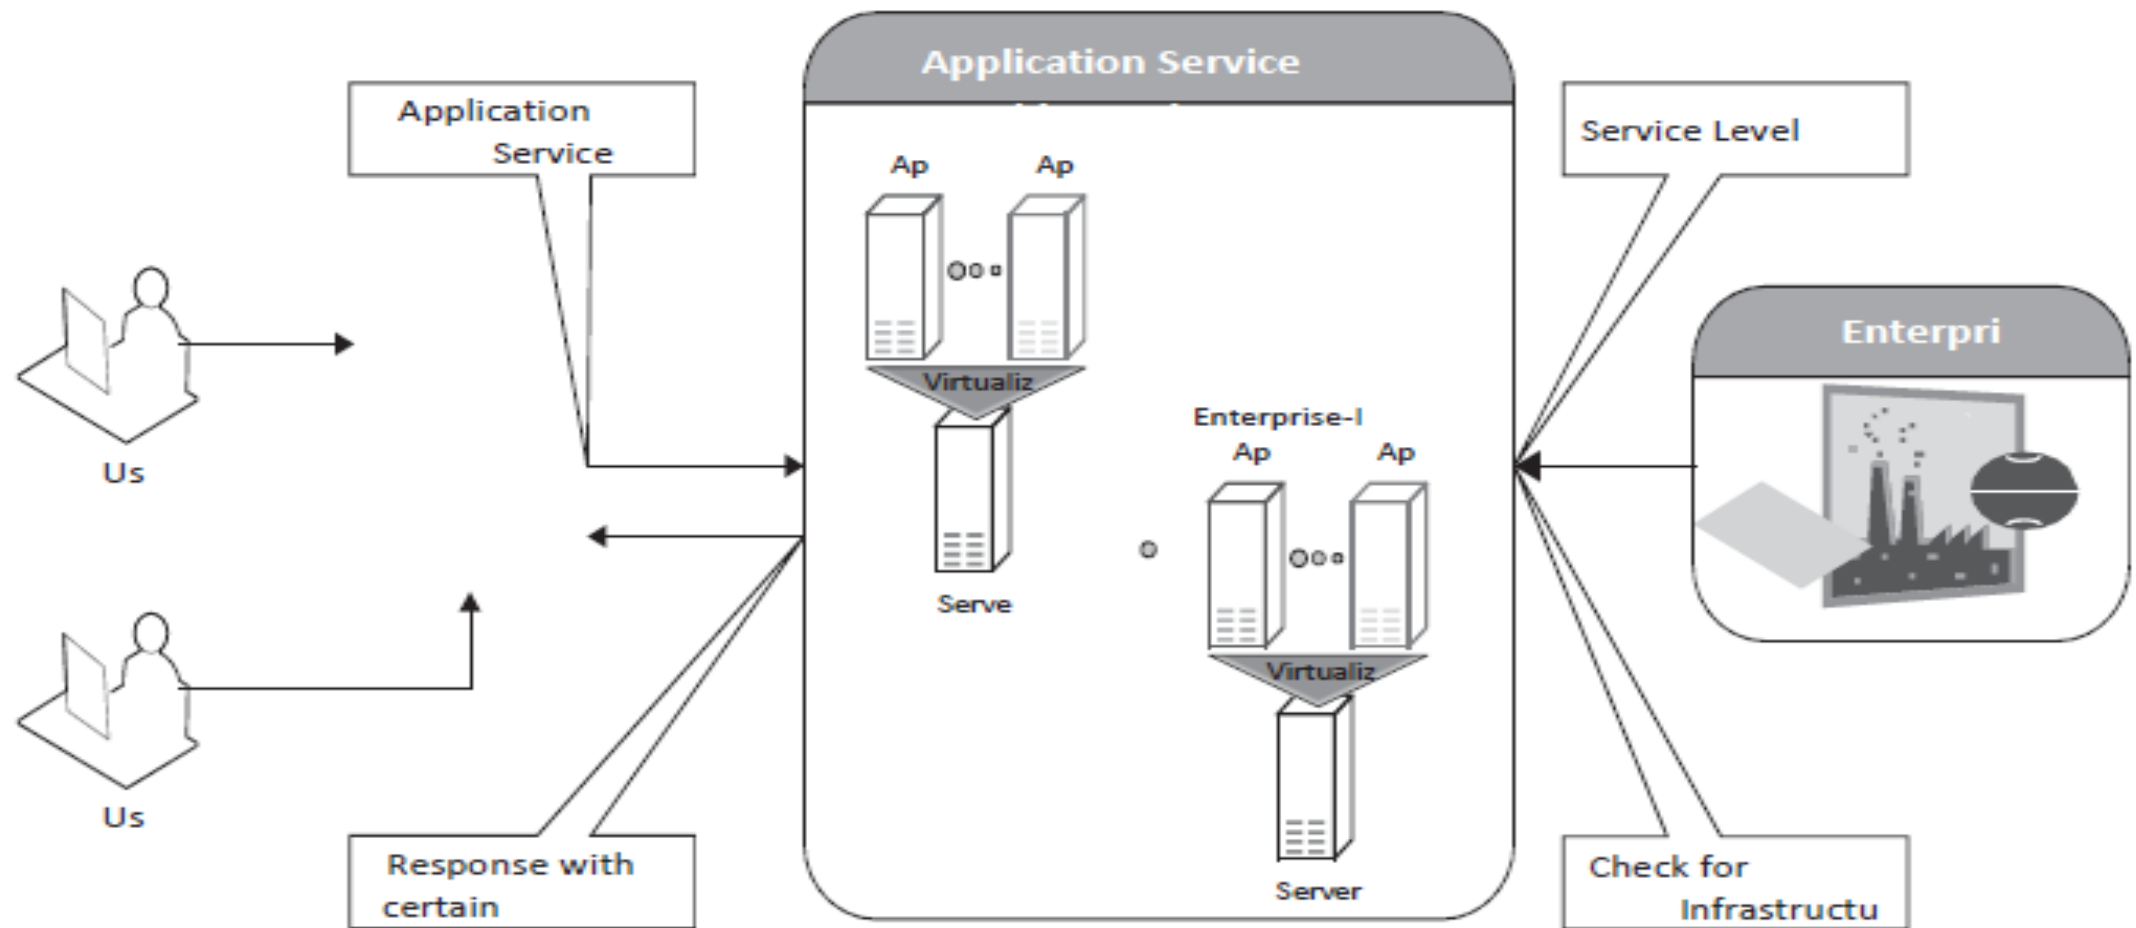 Application Service
Application
Service
Service Level
Ap
Ap
Virtualiz
Enterpri
Enterprise-I
Ap
Ap
Us
Serve
Virtualiz
Us
Response with
certain
Server
Check for
Infrastructu